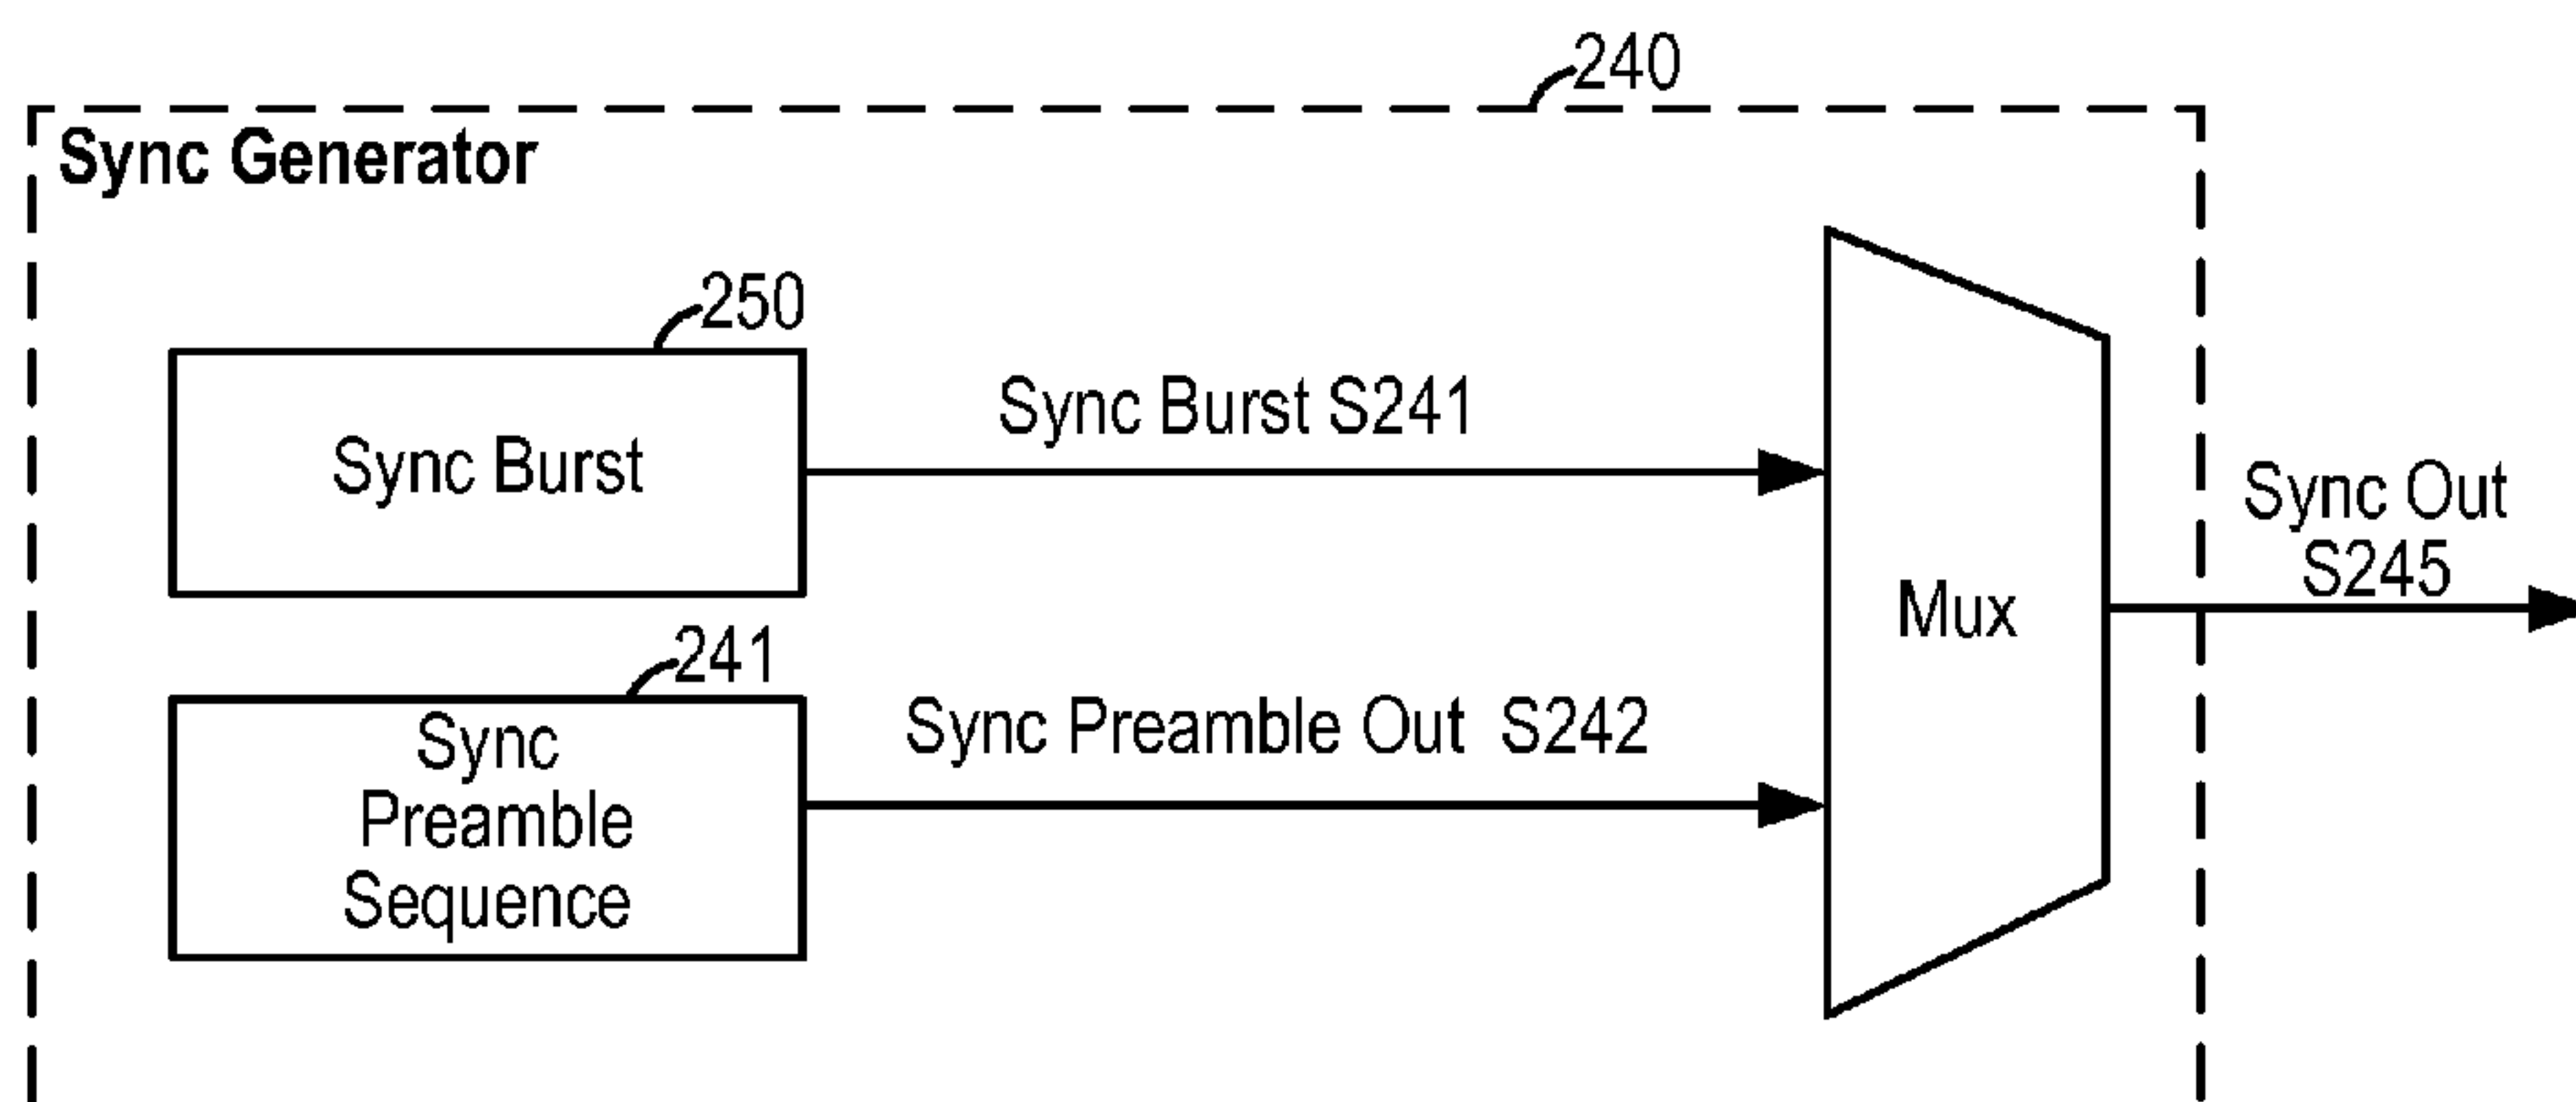 240
Sync Generator
250
Sync Burst
Sync Burst S241
Sync Out
S245
Mux
241
Sync
Preamble
Sequence
Sync Preamble Out S242